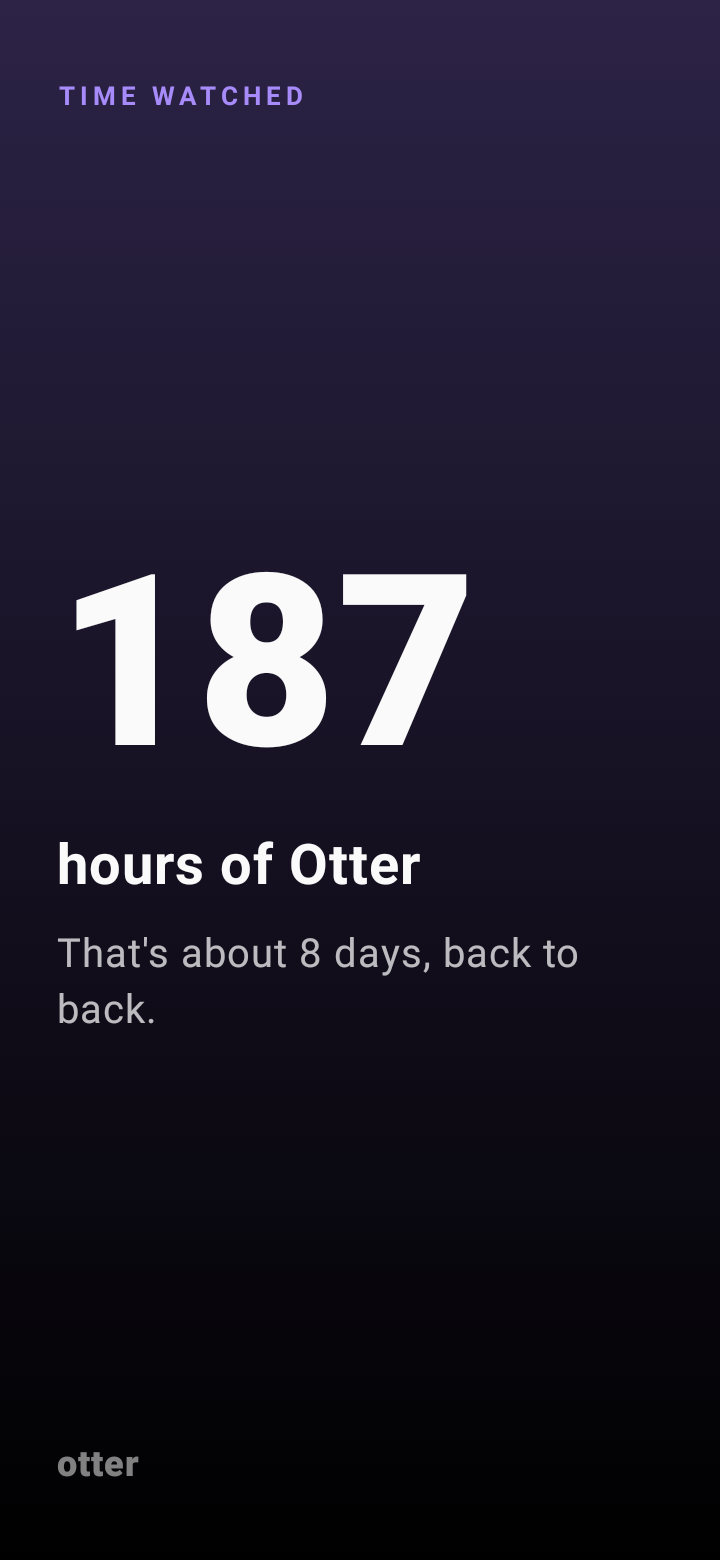 TIME WATCHED
187
hours of Otter
That's about 8 days, back to
back.
otter